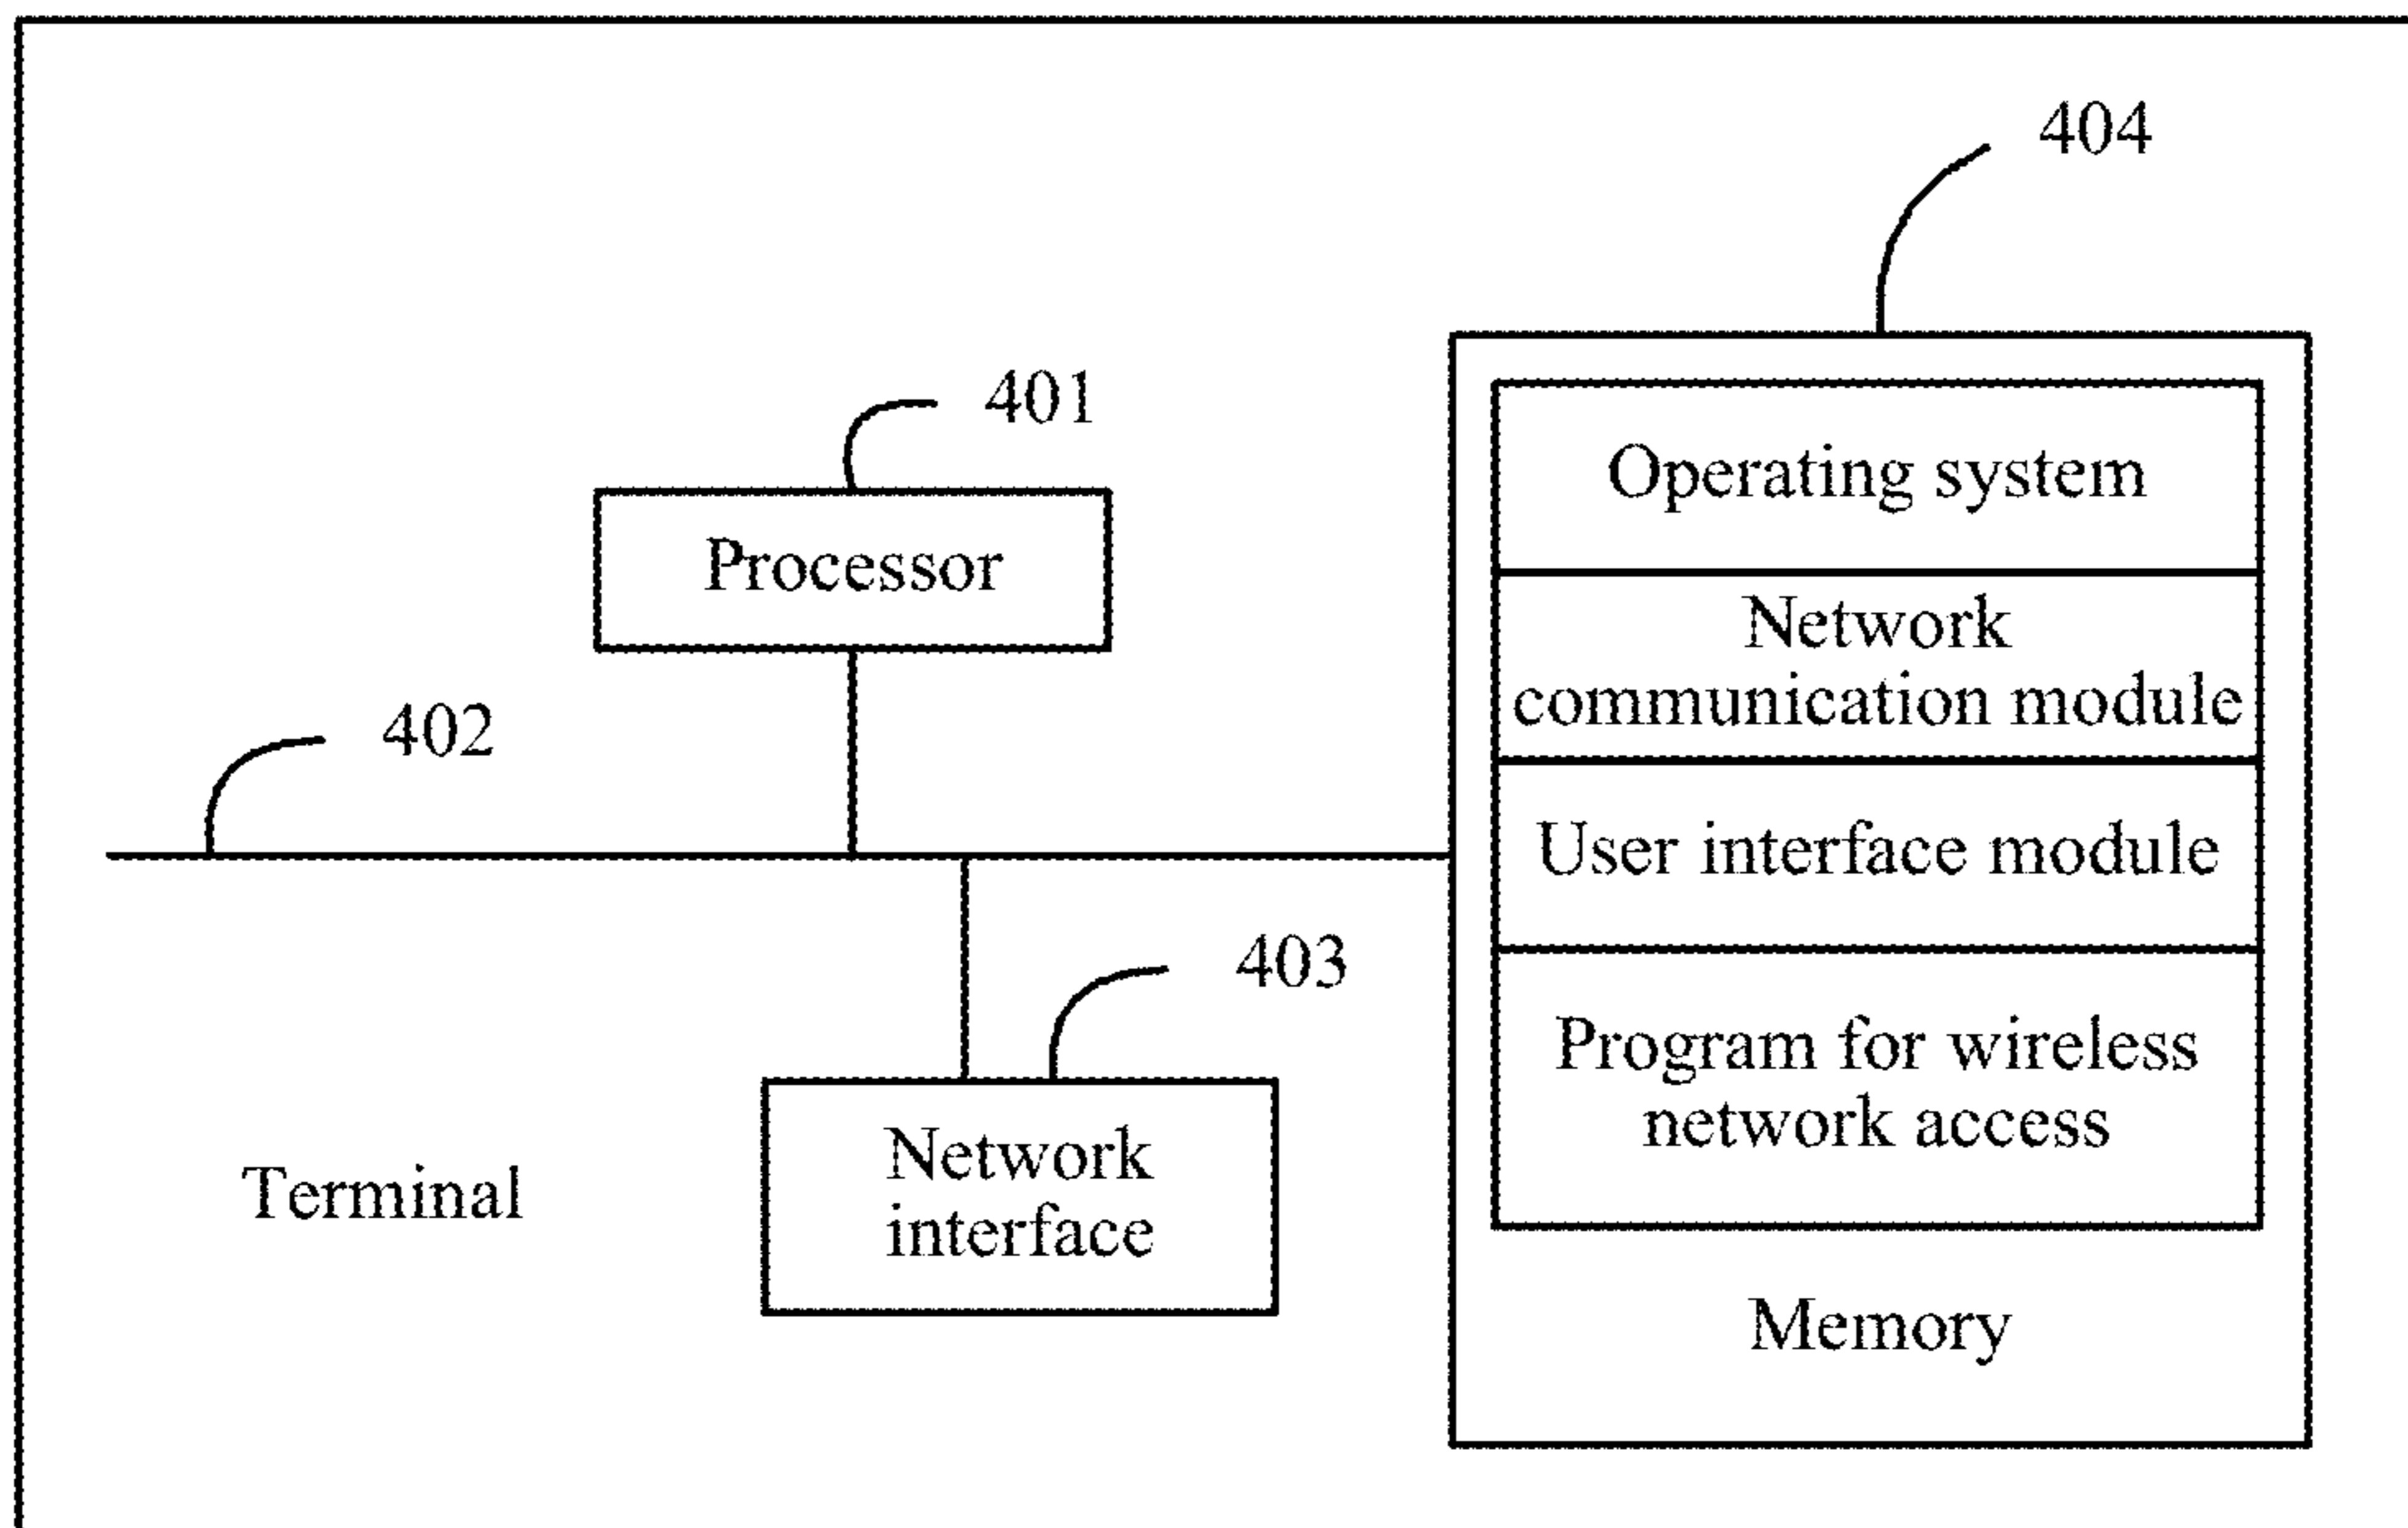 404
401
Operating system
Processor
Network
communication module
402
User interface module
403
Program for wireless
network access
Network
interface
Terminal
Memory